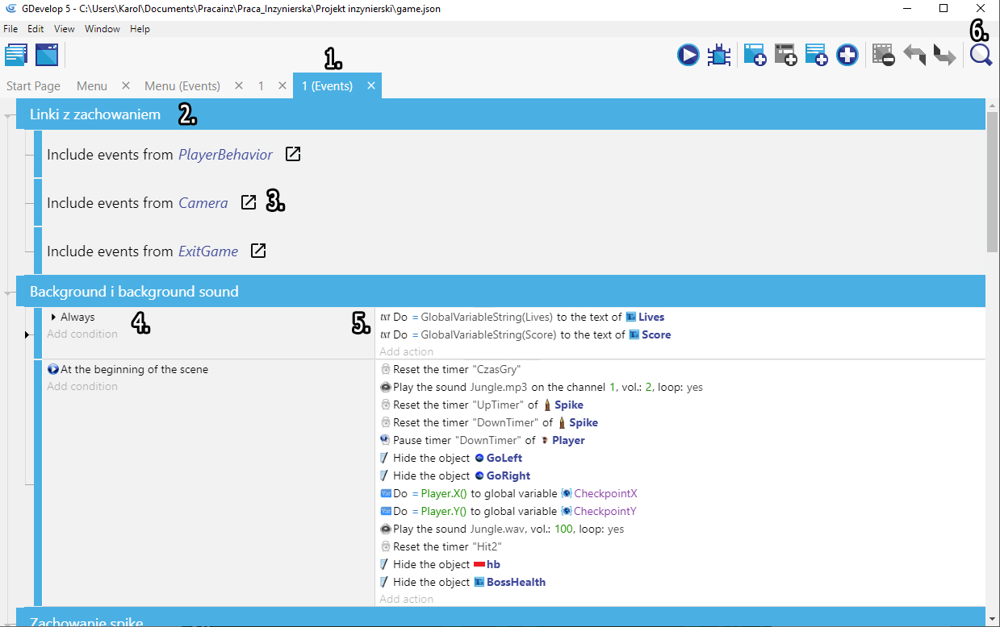 GDevelop 5 - C:\Users\Karol\Documents\Pracainz\Praca_Inzynierska\Projekt inzynierski\game.json
File Edit View Window Help
6.
1.
Start Page Menu × Menu (Events) × 1 × 1 (Events) ×
Linki z zachowaniem 2.
Include events from PlayerBehavior
Include events from Camera 3.
Include events from ExitGame
Background i background sound
Always
Add condition
4.
5.
txt Do = GlobalVariableString(Lives) to the text of Lives
txt Do = GlobalVariableString(Score) to the text of Score
Add action
At the beginning of the scene
Add condition
Reset the timer "CzasGry"
Play the sound Jungle.mp3 on the channel 1, vol.: 2, loop: yes
Reset the timer "UpTimer" of Spike
Reset the timer "DownTimer" of Spike
Pause timer "DownTimer" of Player
Hide the object GoLeft
Hide the object GoRight
Var Do = Player.X() to global variable CheckpointX
Var Do = Player.Y() to global variable CheckpointY
Play the sound Jungle.wav, vol.: 100, loop: yes
Reset the timer "Hit2"
Hide the object hb
Hide the object BossHealth
Add action
Zachowanie spike